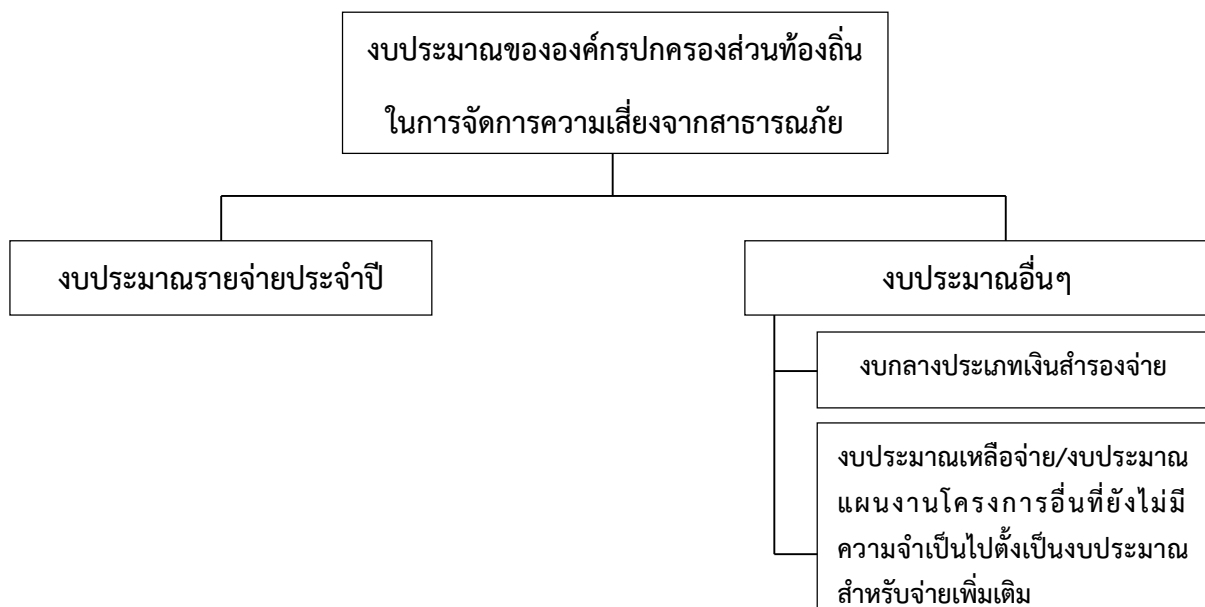 งบประมาณขององค์กรปกครองส่วนท้องถิ่น
ในการจัดการความเสี่ยงจากสาธารณภัย
งบประมาณรายจ่ายประจำปี
งบประมาณอื่นๆ
งบกลางประเภทเงินสำรองจ่าย
งบประมาณเหลือจ่าย/งบประมาณ
แผนงานโครงการอื่นที่ยังไม่มี
ความจำเป็นไปตั้งเป็นงบประมาณ
สำหรับจ่ายเพิ่มเติม